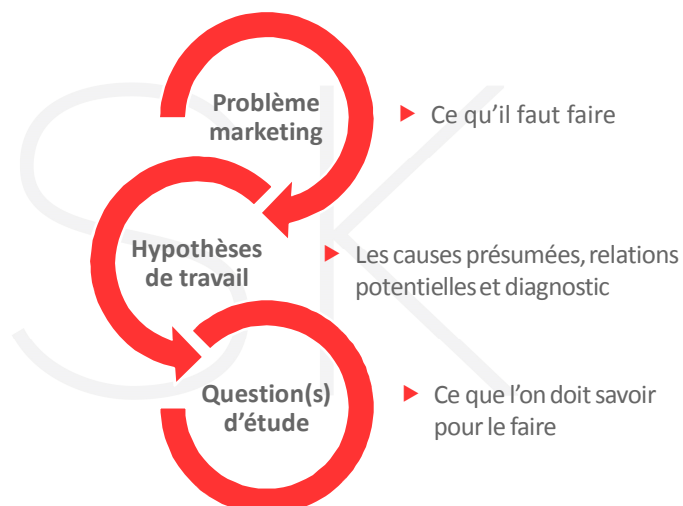 Problème
marketing
Ce qu’il faut faire
Hypothèses
de travail
Les causes présumées, relations
potentielles et diagnostic
Question(s)
d’étude
Ce que l’on doit savoir
pour le faire
SK